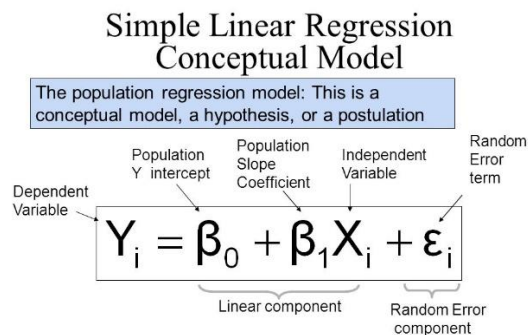 Simple Linear Regression
Conceptual Model
The population regression model: This is a
conceptual model, a hypothesis, or a postulation
Dependent
Variable
Population
Y intercept
Population
Slope
Coefficient
Independent
Variable
Random
Error
term
Yᵢ = β₀ + β₁Xᵢ + εᵢ
Linear component
Random Error
component